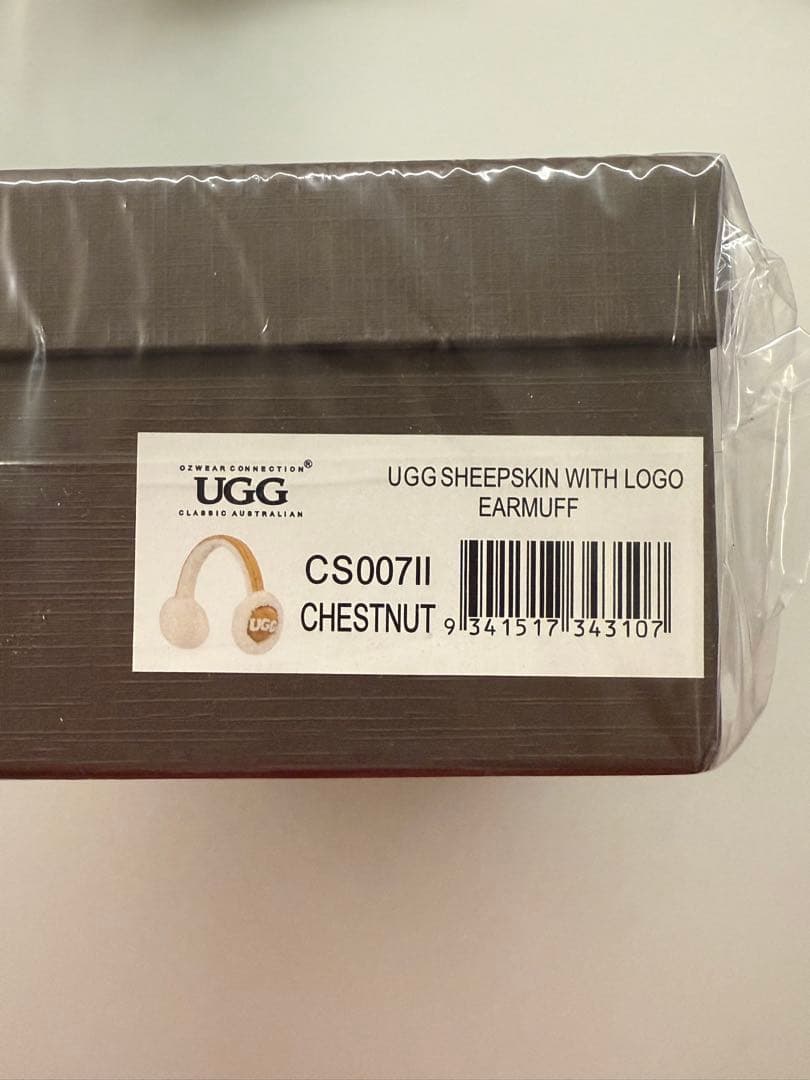 OZWEAR CONNECTION®
UGG
CLASSIC AUSTRALIAN
UGG SHEEPSKIN WITH LOGO
EARMUFF
UGG
CS007II
CHESTNUT
9 341517 343107